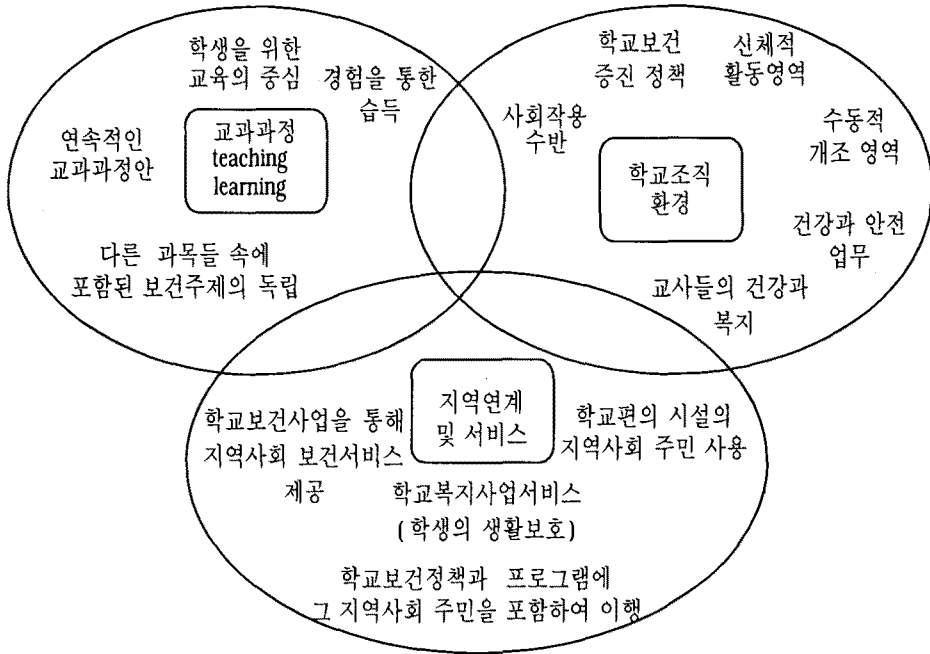 학생을 위한
교육의 중심
경험을 통한
습득
연속적인
교과과정안
교과과정
teaching
learning
다른 과목들 속에
포함된 보건주제의 독립
학교보건
증진 정책
신체적
활동영역
사회작용
수반
수동적
개조 영역
학교조직
환경
건강과 안전
업무
교사들의 건강과
복지
지역연계
및 서비스
학교보건사업을 통해
지역사회 보건서비스
제공
학교편의 시설의
지역사회 주민 사용
학교복지사업서비스
(학생의 생활보호)
학교보건정책과 프로그램에
그 지역사회 주민을 포함하여 이행